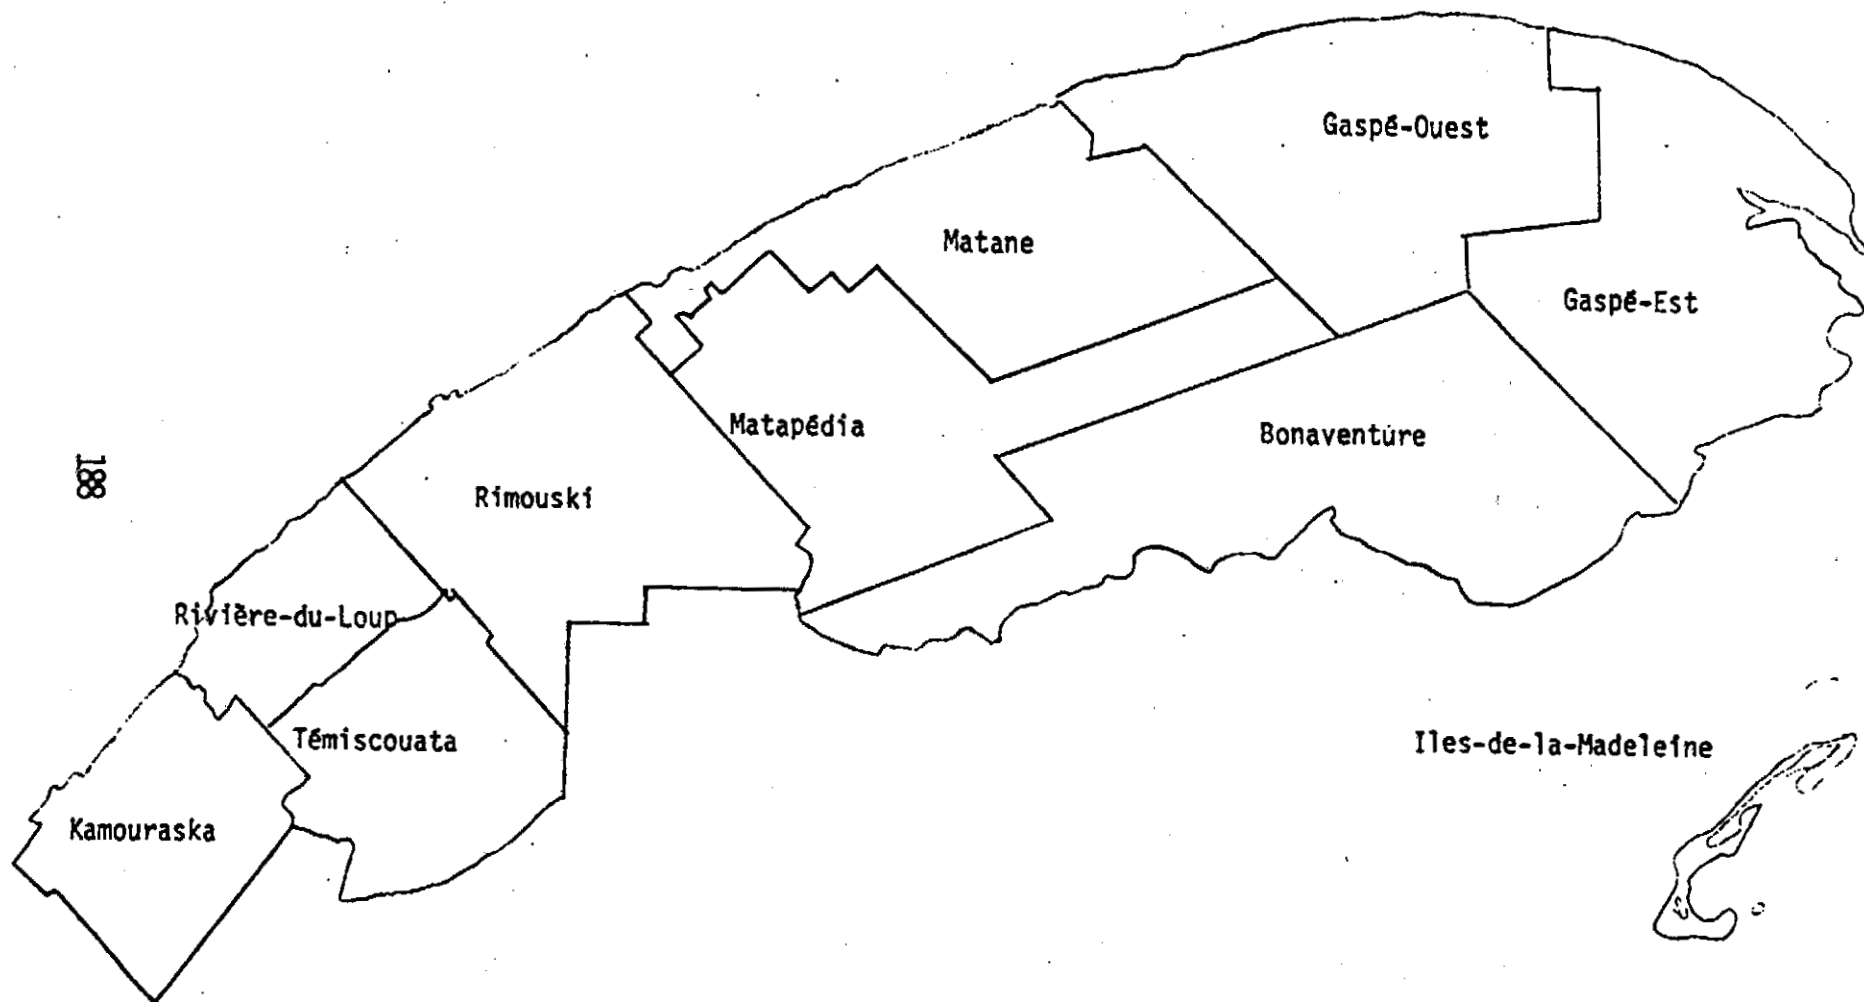 Gaspé-Ouest
Matane
Gaspé-Est
Matapédia
Bonaventure
Rimouski
188
Rivière-du-Loup
Témiscouata
Iles-de-la-Madeleine
Kamouraska